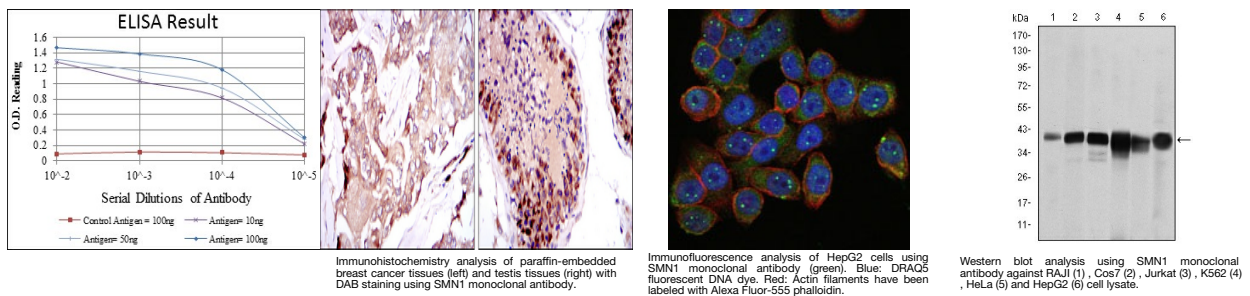 ELISA Result
1.6
1.4
1.2
1
0.8
0.6
0.4
0.2
0
O.D. Reading
10^-2 10^-3 10^-4 10^-5
Serial Dilutions of Antibody
Control Antigen = 100ng
Antigen= 10ng
Antigen= 50ng
Antigen= 100ng
Immunohistochemistry analysis of paraffin-embedded
breast cancer tissues (left) and testis tissues (right) with
DAB staining using SMN1 monoclonal antibody.
Immunofluorescence analysis of HepG2 cells using
SMN1 monoclonal antibody (green). Blue: DRAQ5
fluorescent DNA dye. Red: Actin filaments have been
labeled with Alexa Fluor-555 phalloidin.
kDa 1 2 3 4 5 6
170-
130-
95-
72-
55-
43-
34-
26-
17-
11-
←
Western blot analysis using SMN1 monoclonal
antibody against RAJI (1) , Cos7 (2) , Jurkat (3) , K562 (4)
, HeLa (5) and HepG2 (6) cell lysate.